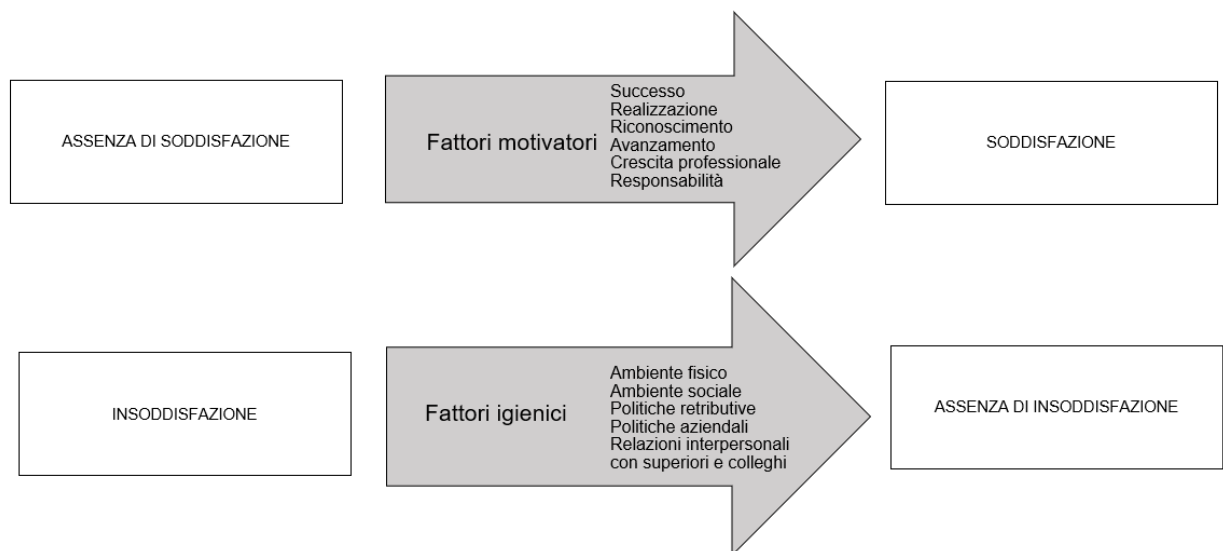 ASSENZA DI SODDISFAZIONE
Fattori motivatori
Successo
Realizzazione
Riconoscimento
Avanzamento
Crescita professionale
Responsabilità
SODDISFAZIONE
INSODDISFAZIONE
Fattori igienici
Ambiente fisico
Ambiente sociale
Politiche retributive
Politiche aziendali
Relazioni interpersonali
con superiori e colleghi
ASSENZA DI INSODDISFAZIONE